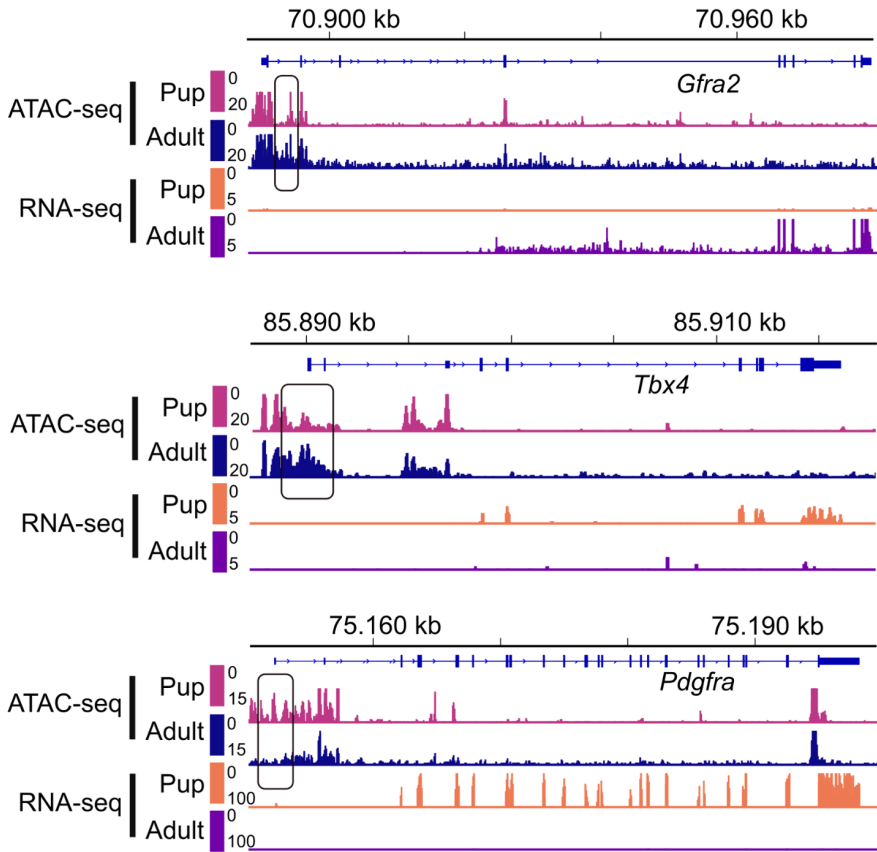 70.900 kb 70.960 kb
Gfra2
ATAC-seq Pup 0 20
Adult 0 20
RNA-seq Pup 0 5
Adult 0 5
85.890 kb 85.910 kb
Tbx4
ATAC-seq Pup 0 20
Adult 0 20
RNA-seq Pup 0 5
Adult 0 5
75.160 kb 75.190 kb
Pdgfra
ATAC-seq Pup 0 15
Adult 0 15
RNA-seq Pup 0 100
Adult 0 100